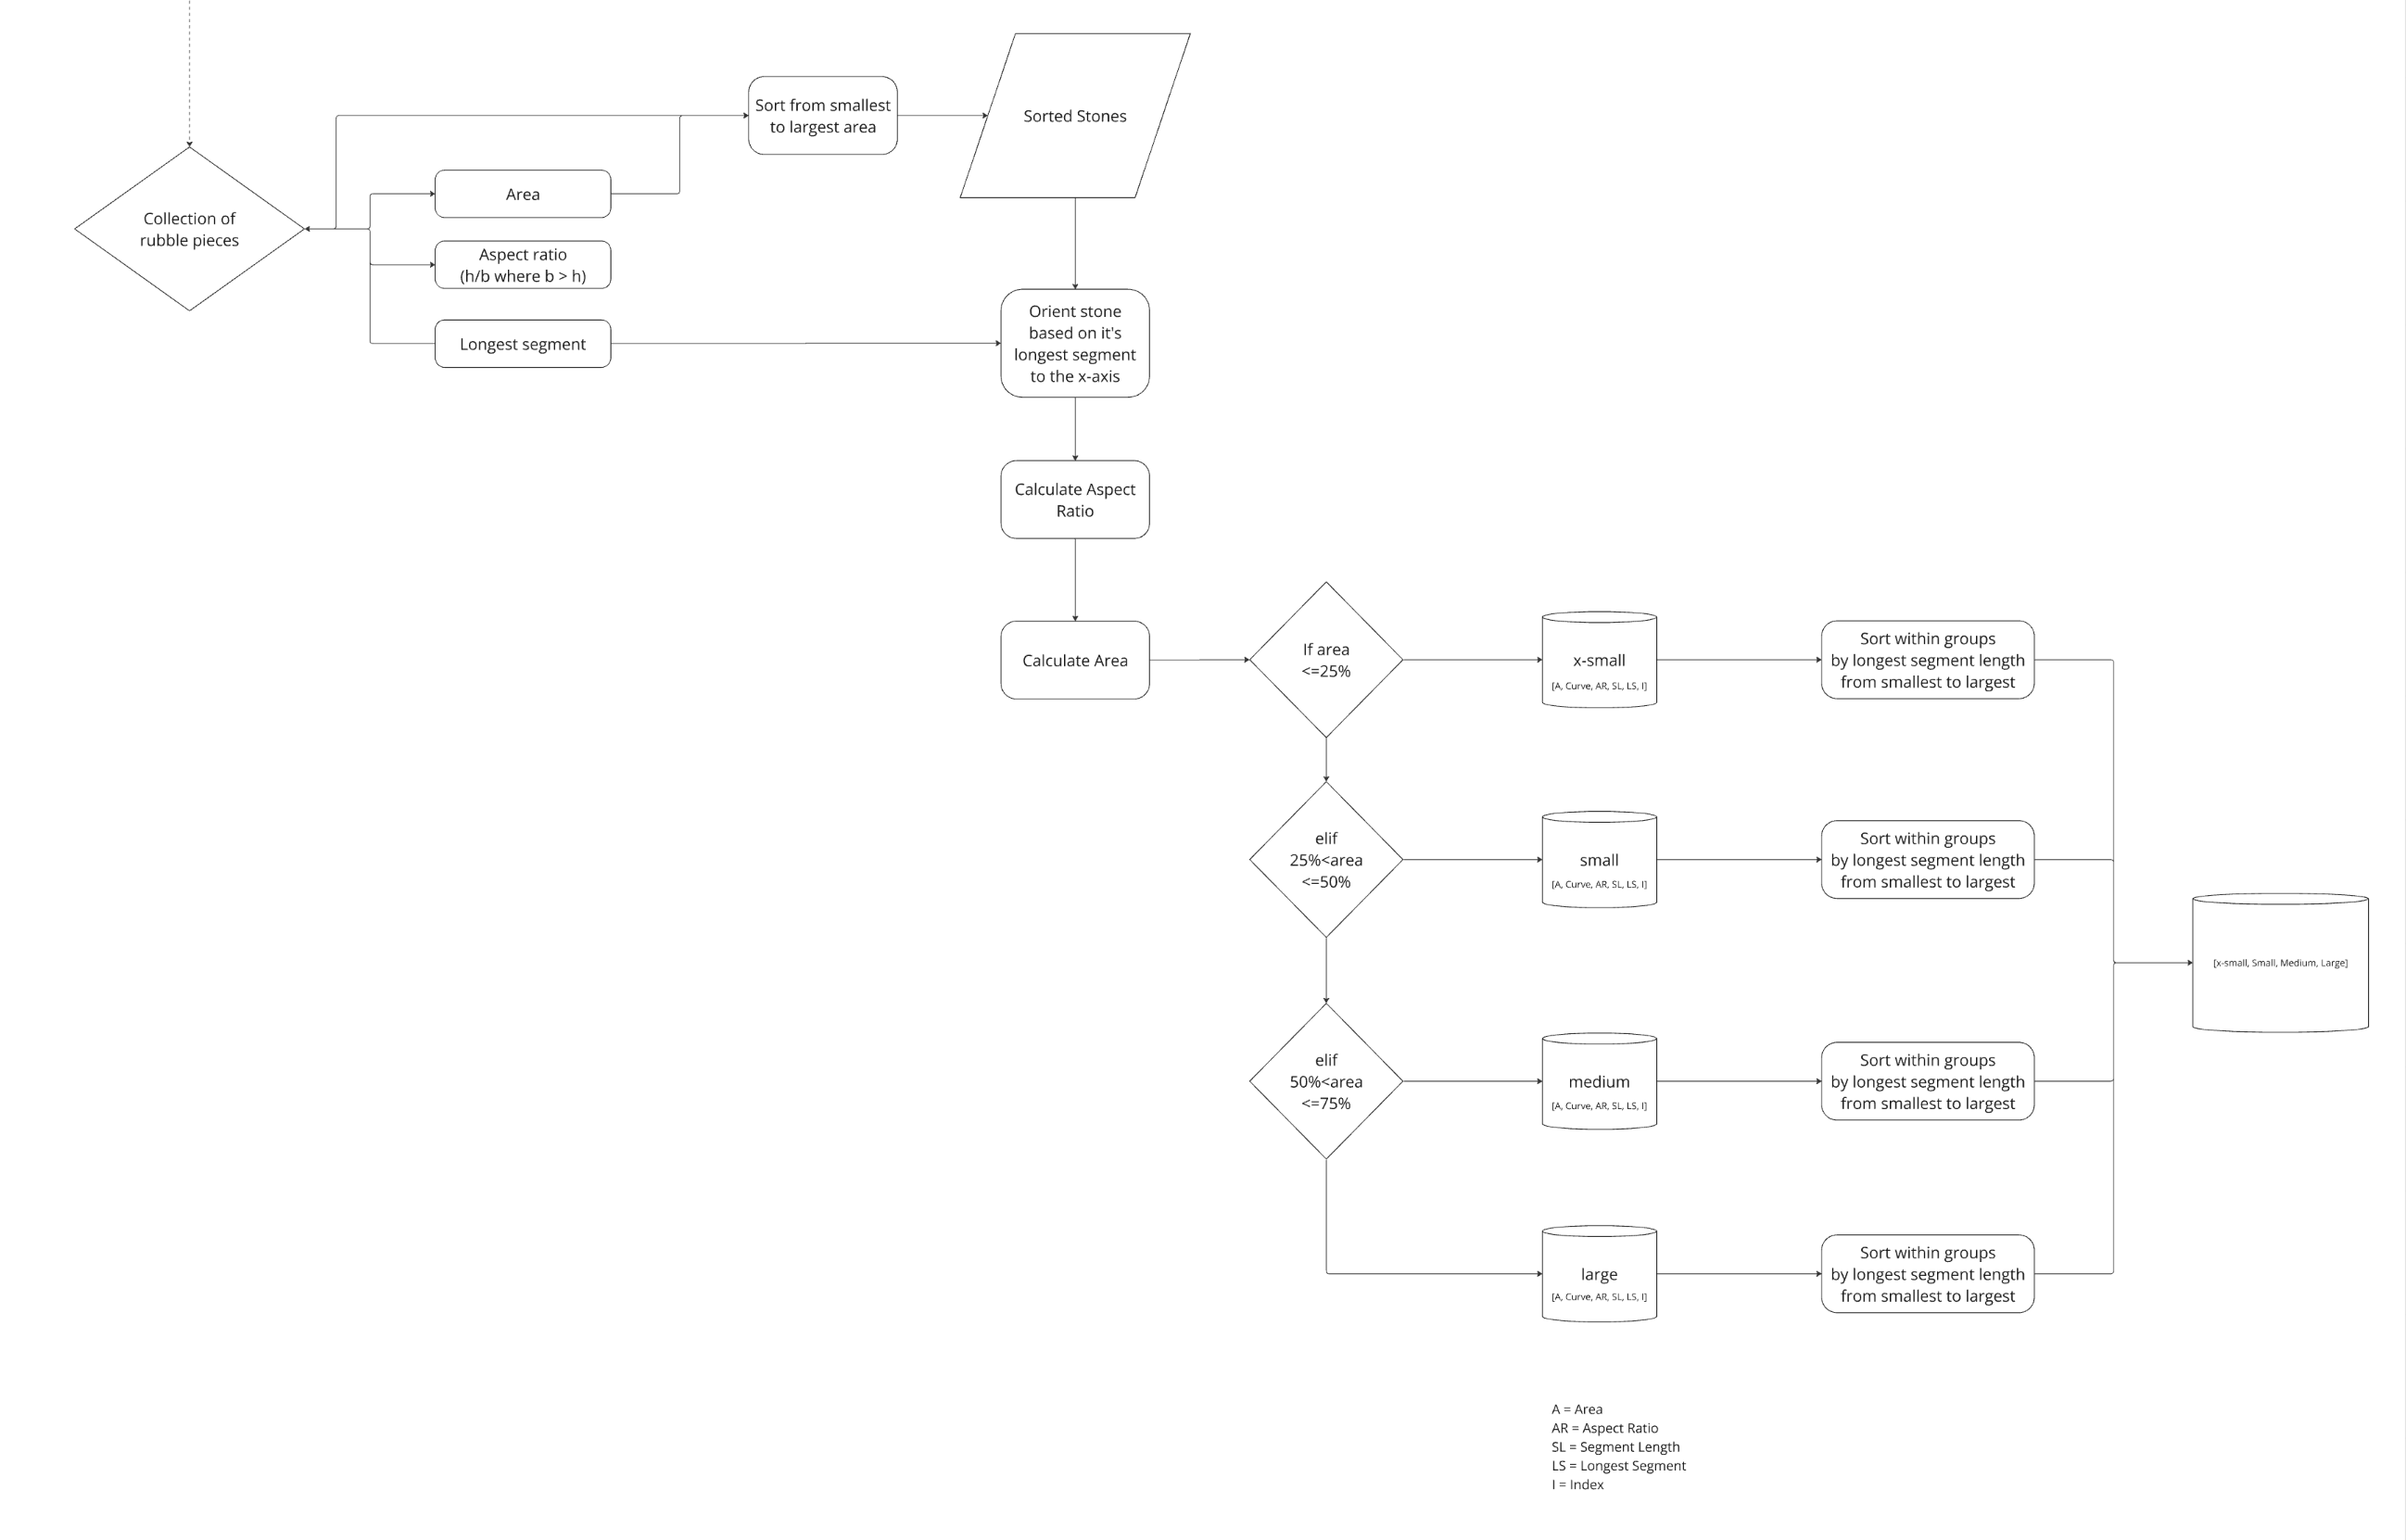 Sort from smallest
to largest area
Sorted Stones
Collection of
rubble pieces
Area
Aspect ratio
(h/b where b > h)
Longest segment
Orient stone
based on it's
longest segment
to the x-axis
Calculate Aspect
Ratio
Calculate Area
If area
<=25%
x-small
[A, Curve, AR, SL, LS, I]
Sort within groups
by longest segment length
from smallest to largest
elif
25%<area
<=50%
small
[A, Curve, AR, SL, LS, I]
Sort within groups
by longest segment length
from smallest to largest
[x-small, Small, Medium, Large]
elif
50%<area
<=75%
medium
[A, Curve, AR, SL, LS, I]
Sort within groups
by longest segment length
from smallest to largest
large
[A, Curve, AR, SL, LS, I]
Sort within groups
by longest segment length
from smallest to largest
A = Area
AR = Aspect Ratio
SL = Segment Length
LS = Longest Segment
I = Index